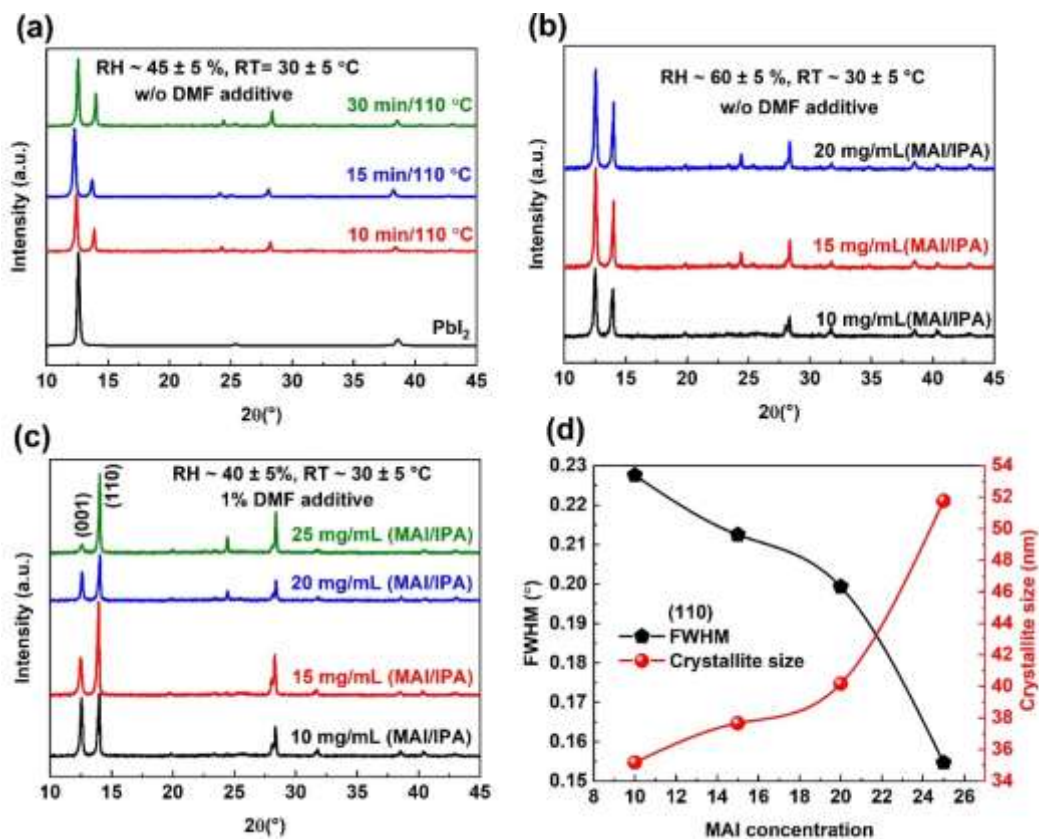 (a)
RH ~ 45 ± 5 %, RT= 30 ± 5 °C
w/o DMF additive
30 min/110 °C
15 min/110 °C
10 min/110 °C
PbI₂
Intensity (a.u.)
10 15 20 25 30 35 40 45
2θ(°)
(b)
RH ~ 60 ± 5 %, RT ~ 30 ± 5 °C
w/o DMF additive
20 mg/mL(MAI/IPA)
15 mg/mL(MAI/IPA)
10 mg/mL(MAI/IPA)
Intensity (a.u.)
10 15 20 25 30 35 40 45
2θ(°)
(c)
RH ~ 40 ± 5%, RT ~ 30 ± 5 °C
1% DMF additive
(001)
(110)
25 mg/mL (MAI/IPA)
20 mg/mL (MAI/IPA)
15 mg/mL (MAI/IPA)
10 mg/mL (MAI/IPA)
Intensity (a.u.)
10 15 20 25 30 35 40 45
2θ(°)
(d)
0.23
0.22
0.21
0.20
0.19
0.18
0.17
0.16
0.15
FWHM (°)
(110)
FWHM
Crystallite size
54
52
50
48
46
44
42
40
38
36
34
Crystallite size (nm)
8 10 12 14 16 18 20 22 24 26
MAI concentration